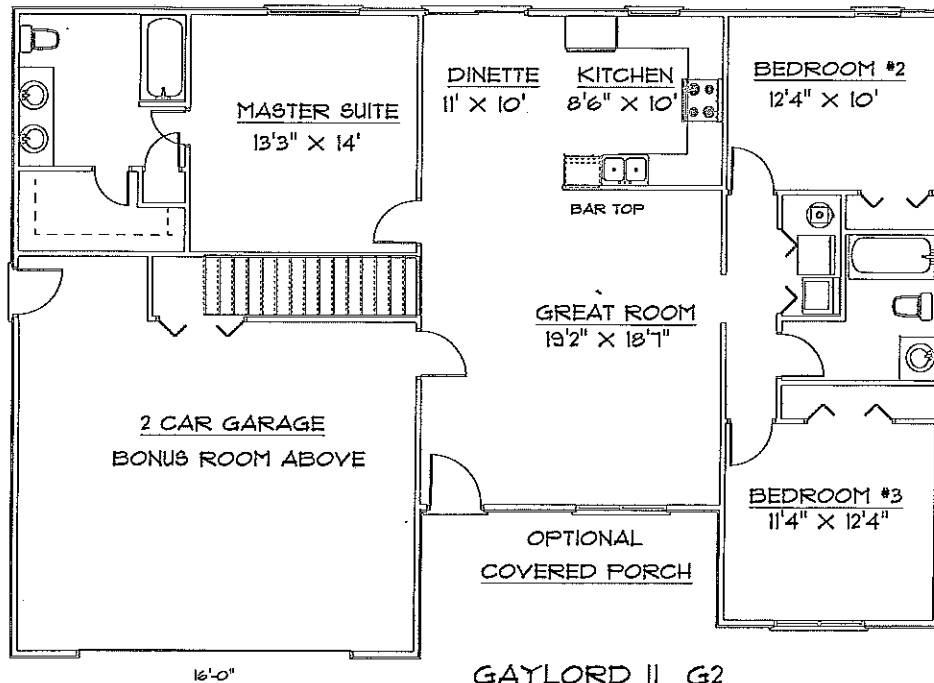 MASTER SUITE
13'3" X 14'
DINETTE
11' X 10'
KITCHEN
8'6" X 10'
BEDROOM #2
12'4" X 10'
BAR TOP
GREAT ROOM
19'2" X 18'7"
2 CAR GARAGE
BONUS ROOM ABOVE
BEDROOM #3
11'4" X 12'4"
OPTIONAL
COVERED PORCH
16'-0"
GAYLORD II G2